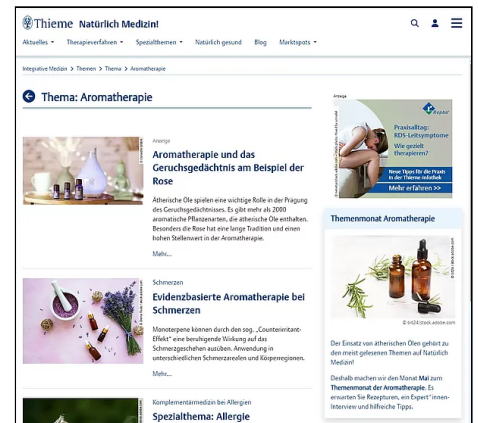 Thieme Natürlich Medizin!
Aktuelles Therapieverfahren Spezialthemen Natürlich gesund Blog Marktspots
Integrative Medizin > Themen > Thema > Aromatherapie
Thema: Aromatherapie
Anzeige
Aromatherapie und das
Geruchsgedächtnis am Beispiel der
Rose
Ätherische Öle spielen eine wichtige Rolle in der Prägung
des Geruchsgedächtnisses. Es gibt mehr als 2000
aromatische Pflanzenarten, die ätherische Öle enthalten.
Besonders die Rose hat eine lange Tradition und einen
hohen Stellenwert in der Aromatherapie.
Mehr...
Schmerzen
Evidenzbasierte Aromatherapie bei
Schmerzen
Monoterpene können durch den sog. „Counterirritant-
Effekt" eine beruhigende Wirkung auf das
Schmerzgeschehen ausüben. Anwendung in
unterschiedlichen Schmerzarealen und Körperregionen.
Mehr...
Komplementärmedizin bei Allergien
Spezialthema: Allergie
Anzeige
Repha
Praxisalltag:
RDS-Leitsymptome
Wie gezielt
therapieren?
Neue Tipps für die Praxis
in der Thieme-Infothek
Mehr erfahren >>
Themenmonat Aromatherapie
Der Einsatz von ätherischen Ölen gehört zu
den meist gelesenen Themen auf Natürlich
Medizin!
Deshalb machen wir den Monat Mai zum
Themenmonat der Aromatherapie. Es
erwarten Sie Rezepturen, ein Expert*innen-
Interview und hilfreiche Tipps.